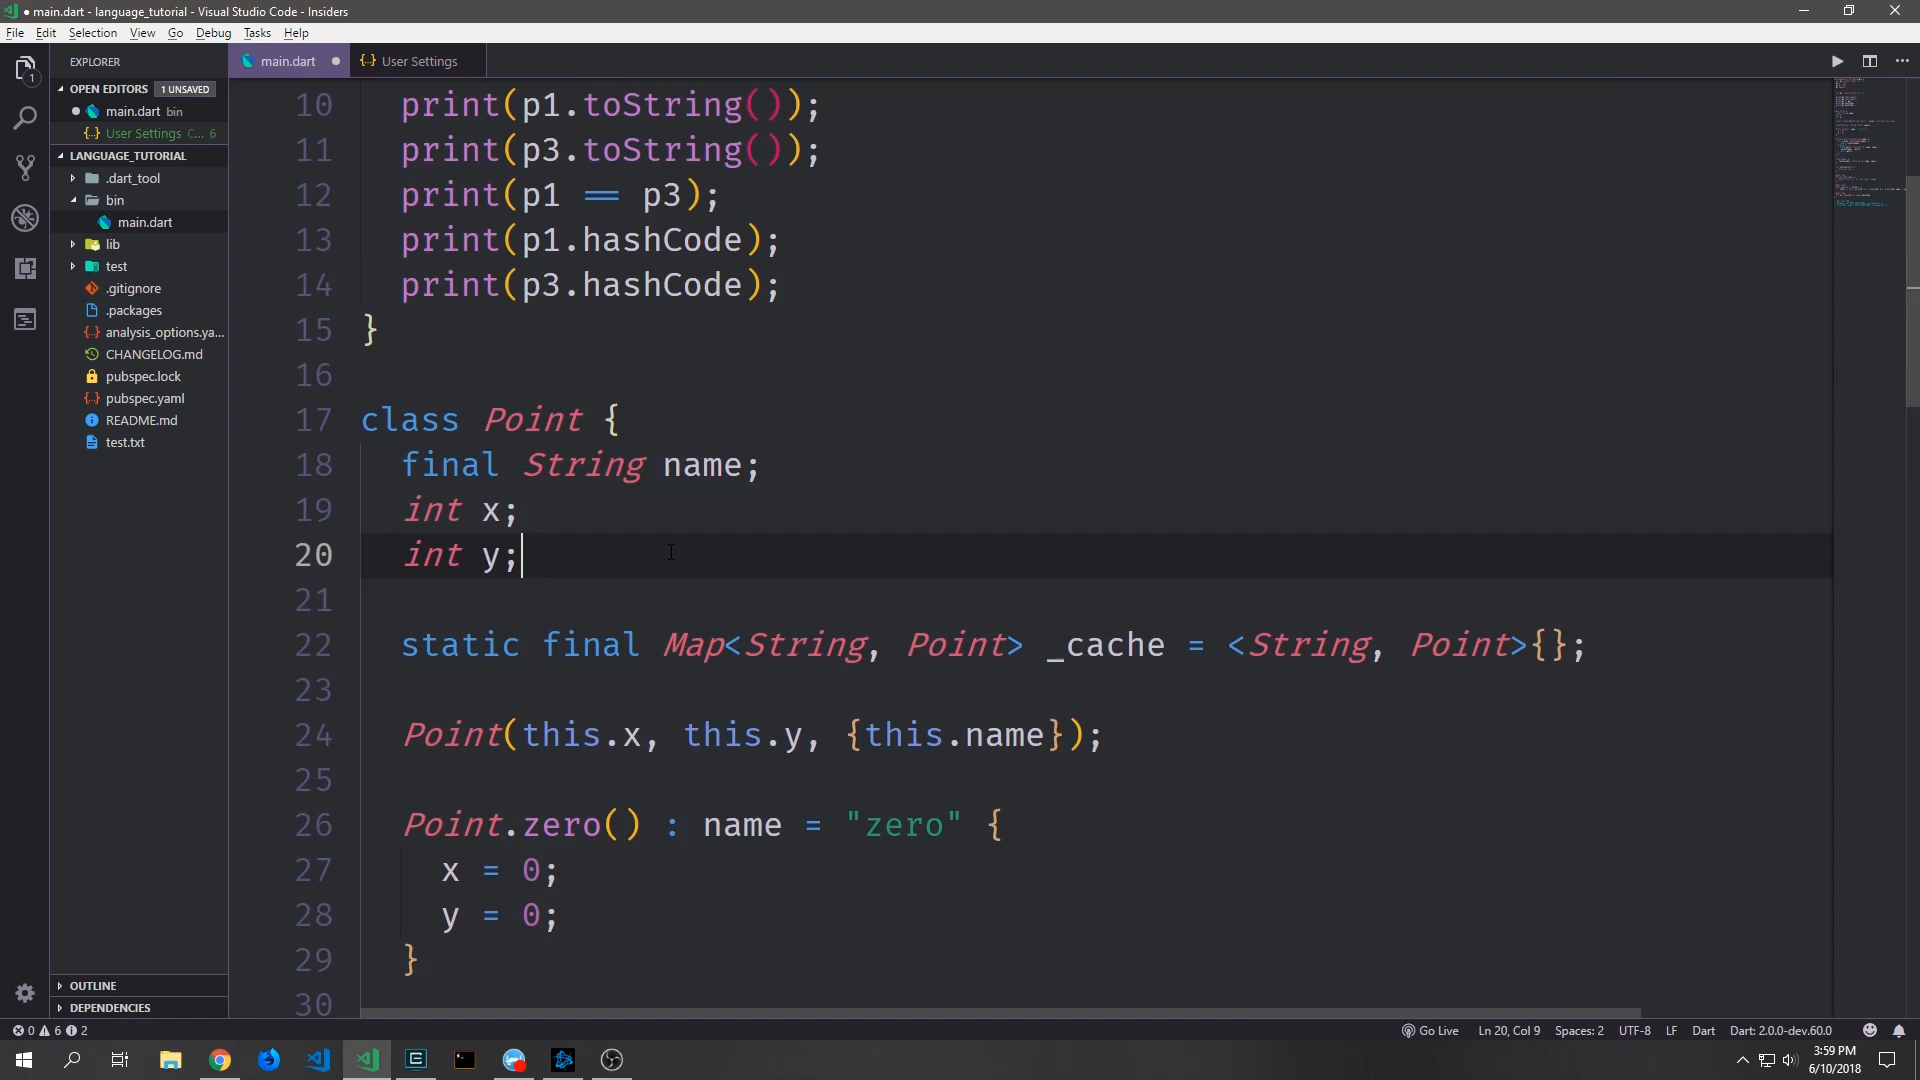 ● main.dart - language_tutorial - Visual Studio Code - Insiders
File Edit Selection View Go Debug Tasks Help
1
EXPLORER
OPEN EDITORS 1 UNSAVED
● main.dart bin
{} User Settings C... 6
LANGUAGE_TUTORIAL
.dart_tool
bin
main.dart
lib
test
.gitignore
.packages
analysis_options.ya...
CHANGELOG.md
pubspec.lock
pubspec.yaml
README.md
test.txt
OUTLINE
DEPENDENCIES
main.dart ● {} User Settings
10 print(p1.toString());
11 print(p3.toString());
12 print(p1 == p3);
13 print(p1.hashCode);
14 print(p3.hashCode);
15 }
16
17 class Point {
18 final String name;
19 int x;
20 int y;
21
22 static final Map<String, Point> _cache = <String, Point>{};
23
24 Point(this.x, this.y, {this.name});
25
26 Point.zero() : name = "zero" {
27 x = 0;
28 y = 0;
29 }
30
0 6 2 Go Live Ln 20, Col 9 Spaces: 2 UTF-8 LF Dart Dart: 2.0.0-dev.60.0
3:59 PM
6/10/2018